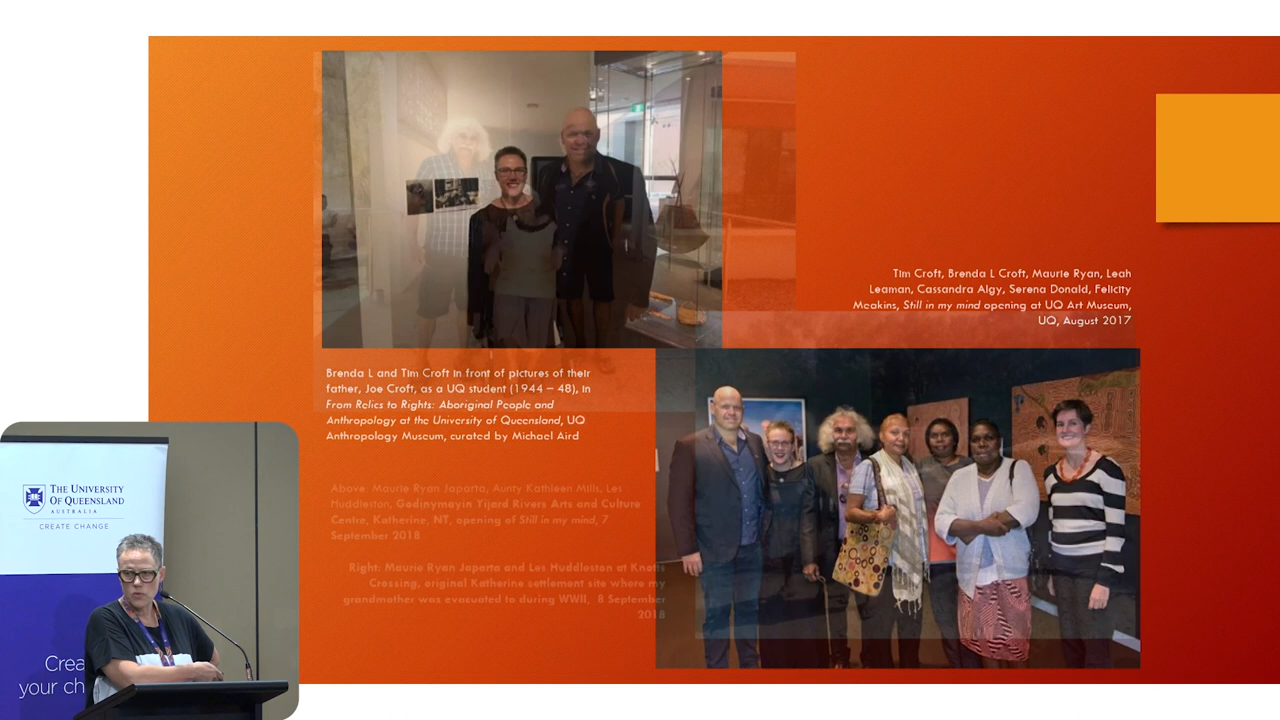 Tim Croft, Brenda L Croft, Maurie Ryan, Leah
Leaman, Cassandra Algy, Serena Donald, Felicity
Meakins, Still in my mind opening at UQ Art Museum,
UQ, August 2017
Brenda L and Tim Croft in front of pictures of their
father, Joe Croft, as a UQ student (1944 – 48), in
From Relics to Rights: Aboriginal People and
Anthropology at the University of Queensland, UQ
Anthropology Museum, curated by Michael Aird
Above: Maurie Ryan Japarta, Aunty Kathleen Mills, Les
Huddleston, Godinymayin Yijard Rivers Arts and Culture
Centre, Katherine, NT, opening of Still in my mind, 7
September 2018
Right: Maurie Ryan Japarta and Les Huddleston at Knotts
Crossing, original Katherine settlement site where my
grandmother was evacuated to during WWII, 8 September
2018
THE UNIVERSITY
OF QUEENSLAND
AUSTRALIA
CREATE CHANGE
Crea
your ch